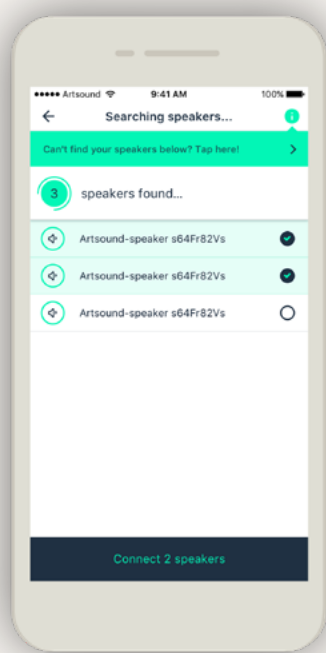 Artsound 9:41 AM 100%
Searching speakers...
i
Can't find your speakers below? Tap here!
3 speakers found...
Artsound-speaker s64Fr82Vs
Artsound-speaker s64Fr82Vs
Artsound-speaker s64Fr82Vs
Connect 2 speakers